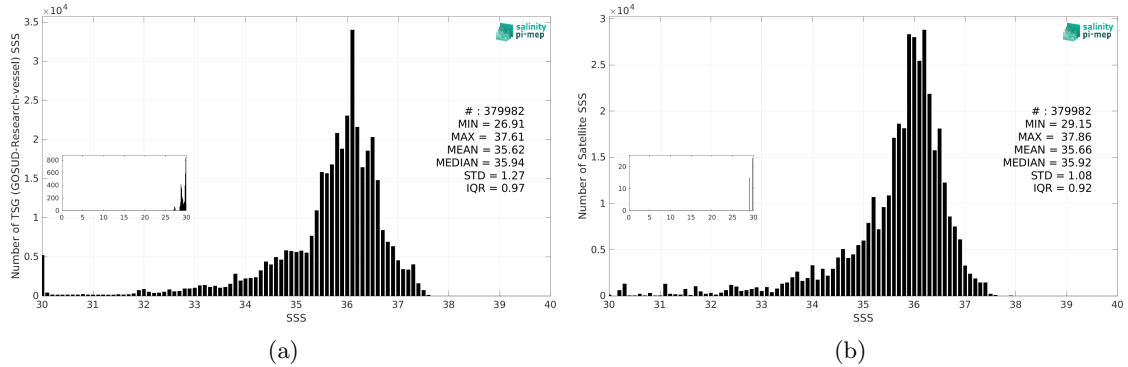 ×10⁴
3.5
3
2.5
2
1.5
1
0.5
0
Number of TSG (GOSUD-Research-vessel) SSS
salinity
pi-mep
# : 379982
MIN = 26.91
MAX = 37.61
MEAN = 35.62
MEDIAN = 35.94
STD = 1.27
IQR = 0.97
800
600
400
200
0
0 5 10 15 20 25 30
30 31 32 33 34 35 36 37 38 39 40
SSS
(a)
×10⁴
3
2.5
2
1.5
1
0.5
0
Number of Satellite SSS
salinity
pi-mep
# : 379982
MIN = 29.15
MAX = 37.86
MEAN = 35.66
MEDIAN = 35.92
STD = 1.08
IQR = 0.92
20
10
0
0 5 10 15 20 25 30
30 31 32 33 34 35 36 37 38 39 40
SSS
(b)